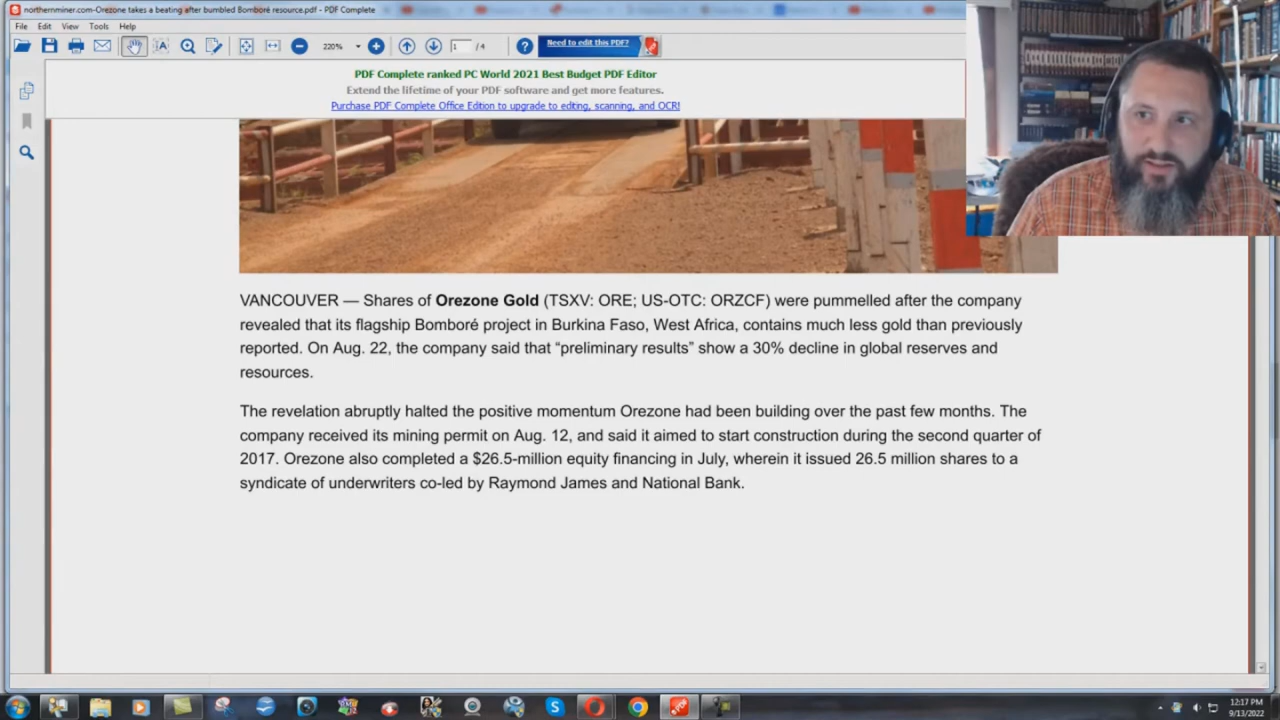 northernminer.com-Orezone takes a beating after bumbled Bomboré resource.pdf - PDF Complete
File Edit View Tools Help
220% 1 / 4 Need to edit this PDF?
PDF Complete ranked PC World 2021 Best Budget PDF Editor
Extend the lifetime of your PDF software and get more features.
Purchase PDF Complete Office Edition to upgrade to editing, scanning, and OCR!
VANCOUVER — Shares of Orezone Gold (TSXV: ORE; US-OTC: ORZCF) were pummelled after the company
revealed that its flagship Bomboré project in Burkina Faso, West Africa, contains much less gold than previously
reported. On Aug. 22, the company said that “preliminary results” show a 30% decline in global reserves and
resources.
The revelation abruptly halted the positive momentum Orezone had been building over the past few months. The
company received its mining permit on Aug. 12, and said it aimed to start construction during the second quarter of
2017. Orezone also completed a $26.5-million equity financing in July, wherein it issued 26.5 million shares to a
syndicate of underwriters co-led by Raymond James and National Bank.
12:17 PM
9/13/2022